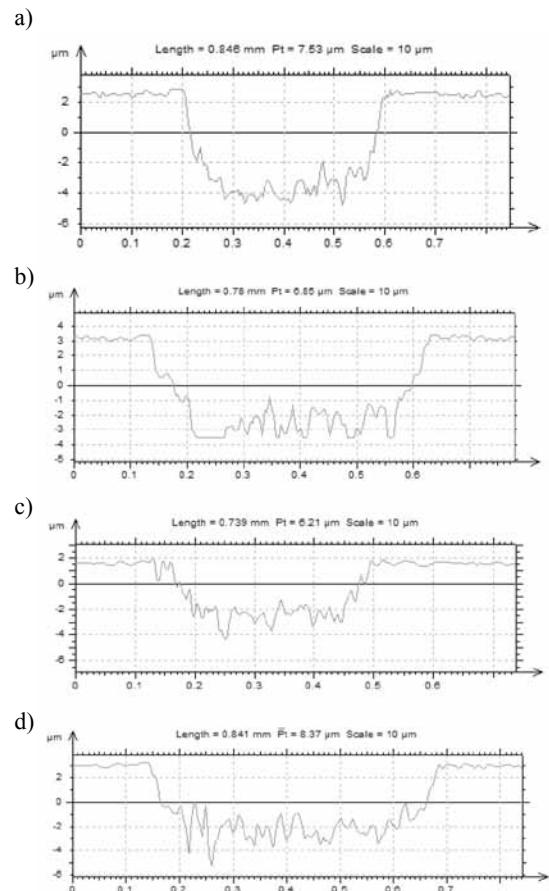 a)
Length = 0.846 mm Pt = 7.53 µm Scale = 10 µm
µm
2
0
-2
-4
-6
0 0.1 0.2 0.3 0.4 0.5 0.6 0.7
b)
Length = 0.78 mm Pt = 6.85 µm Scale = 10 µm
µm
4
3
2
1
0
-1
-2
-3
-4
-5
0 0.1 0.2 0.3 0.4 0.5 0.6
c)
Length = 0.739 mm Pt = 6.21 µm Scale = 10 µm
µm
2
0
-2
-4
-6
0 0.1 0.2 0.3 0.4 0.5 0.6
d)
Length = 0.841 mm Pt = 8.37 µm Scale = 10 µm
µm
2
0
-2
-4
-6
0 0.1 0.2 0.3 0.4 0.5 0.6 0.7